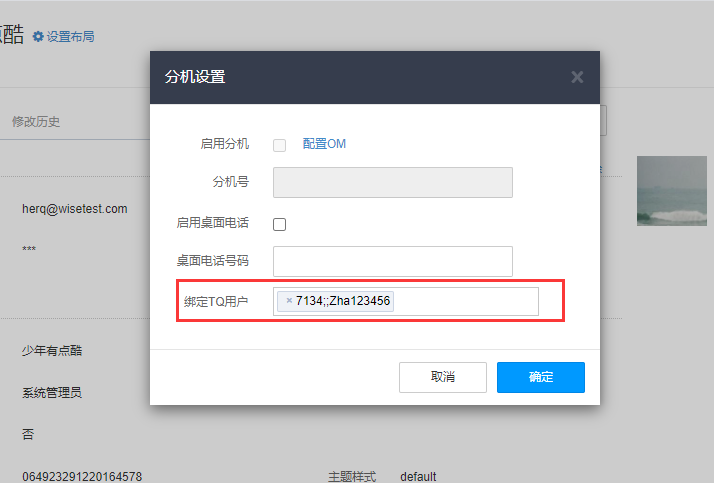 点酷 设置布局
分机设置 ×
修改历史
启用分机 配置OM
分机号
herq@wisetest.com
启用桌面电话
***
桌面电话号码
绑定TQ用户 × 7134;;Zha123456
少年有点酷
取消 确定
系统管理员
否
064923291220164578 主题样式 default